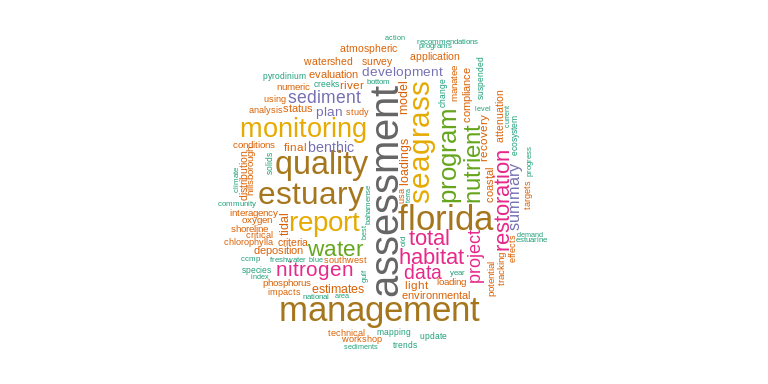 action
recommendations
programs
atmospheric
application
watershed
survey
development
pyrodinium
evaluation
creeks
river
bottom
numeric
sediment
model
change
manatee
compliance
suspended
using
status
plan
study
level
analysis
assessment
seagrass
program
nutrient
attenuation
current
monitoring
benthic
final
conditions
recovery
ecosystem
quality
solids
distribution
hillsborough
climate
loadings
coastal
progress
estuary
usa
terra
restoration
summary
targets
community
interagency
oxygen
shoreline
critical
chlorophylla
tidal
report
bahamense
best
florida
criteria
deposition
water
old
total
project
effects
demand
estuarine
ccmp
freshwater
blue
southwest
habitat
species
index
nitrogen
gulf
data
year
potential
tracking
phosphorus
impacts
estimates
light
loading
national
area
environmental
management
technical
workshop
sediments
mapping
trends
update